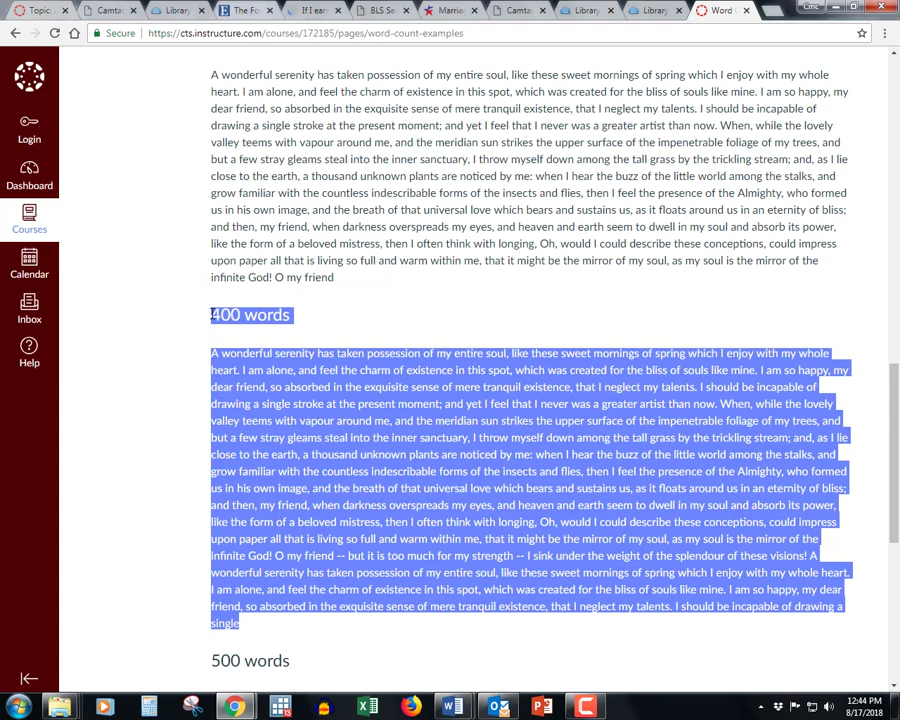 Topic:
Camta:
Library
The Fo
If I ear
BLS Se
Marria
Camta:
Library
Library
Word C
Cmc
Secure
https://cts.instructure.com/courses/172185/pages/word-count-examples
Login
Dashboard
Courses
Calendar
Inbox
Help
A wonderful serenity has taken possession of my entire soul, like these sweet mornings of spring which I enjoy with my whole
heart. I am alone, and feel the charm of existence in this spot, which was created for the bliss of souls like mine. I am so happy, my
dear friend, so absorbed in the exquisite sense of mere tranquil existence, that I neglect my talents. I should be incapable of
drawing a single stroke at the present moment; and yet I feel that I never was a greater artist than now. When, while the lovely
valley teems with vapour around me, and the meridian sun strikes the upper surface of the impenetrable foliage of my trees, and
but a few stray gleams steal into the inner sanctuary, I throw myself down among the tall grass by the trickling stream; and, as I lie
close to the earth, a thousand unknown plants are noticed by me: when I hear the buzz of the little world among the stalks, and
grow familiar with the countless indescribable forms of the insects and flies, then I feel the presence of the Almighty, who formed
us in his own image, and the breath of that universal love which bears and sustains us, as it floats around us in an eternity of bliss;
and then, my friend, when darkness overspreads my eyes, and heaven and earth seem to dwell in my soul and absorb its power,
like the form of a beloved mistress, then I often think with longing, Oh, would I could describe these conceptions, could impress
upon paper all that is living so full and warm within me, that it might be the mirror of my soul, as my soul is the mirror of the
infinite God! O my friend
400 words
A wonderful serenity has taken possession of my entire soul, like these sweet mornings of spring which I enjoy with my whole
heart. I am alone, and feel the charm of existence in this spot, which was created for the bliss of souls like mine. I am so happy, my
dear friend, so absorbed in the exquisite sense of mere tranquil existence, that I neglect my talents. I should be incapable of
drawing a single stroke at the present moment; and yet I feel that I never was a greater artist than now. When, while the lovely
valley teems with vapour around me, and the meridian sun strikes the upper surface of the impenetrable foliage of my trees, and
but a few stray gleams steal into the inner sanctuary, I throw myself down among the tall grass by the trickling stream; and, as I lie
close to the earth, a thousand unknown plants are noticed by me: when I hear the buzz of the little world among the stalks, and
grow familiar with the countless indescribable forms of the insects and flies, then I feel the presence of the Almighty, who formed
us in his own image, and the breath of that universal love which bears and sustains us, as it floats around us in an eternity of bliss;
and then, my friend, when darkness overspreads my eyes, and heaven and earth seem to dwell in my soul and absorb its power,
like the form of a beloved mistress, then I often think with longing, Oh, would I could describe these conceptions, could impress
upon paper all that is living so full and warm within me, that it might be the mirror of my soul, as my soul is the mirror of the
infinite God! O my friend -- but it is too much for my strength -- I sink under the weight of the splendour of these visions! A
wonderful serenity has taken possession of my entire soul, like these sweet mornings of spring which I enjoy with my whole heart.
I am alone, and feel the charm of existence in this spot, which was created for the bliss of souls like mine. I am so happy, my dear
friend, so absorbed in the exquisite sense of mere tranquil existence, that I neglect my talents. I should be incapable of drawing a
single
500 words
12:44 PM
8/17/2018